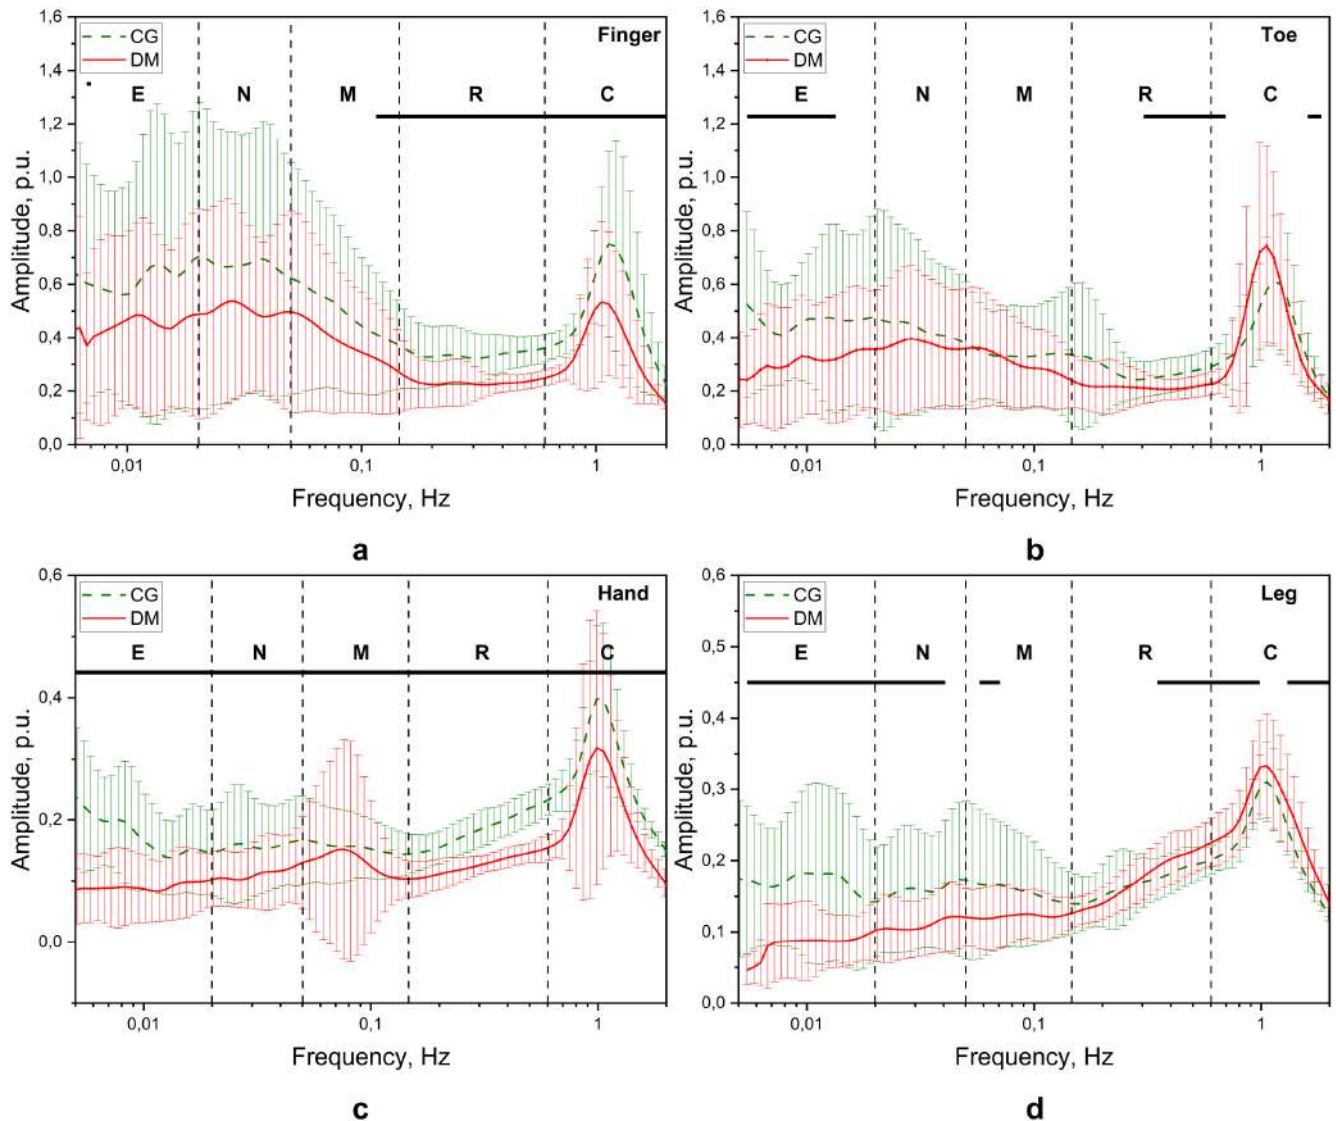 1,6
1,4
1,2
1,0
0,8
0,6
0,4
0,2
0,0
Amplitude, p.u.
CG
DM
Finger
E N M R C
0,01 0,1 1
Frequency, Hz
a
1,6
1,4
1,2
1,0
0,8
0,6
0,4
0,2
0,0
Amplitude, p.u.
CG
DM
Toe
E N M R C
0,01 0,1 1
Frequency, Hz
b
0,6
0,4
0,2
0,0
Amplitude, p.u.
CG
DM
Hand
E N M R C
0,01 0,1 1
Frequency, Hz
c
0,6
0,5
0,4
0,3
0,2
0,1
0,0
Amplitude, p.u.
CG
DM
Leg
E N M R C
0,01 0,1 1
Frequency, Hz
d